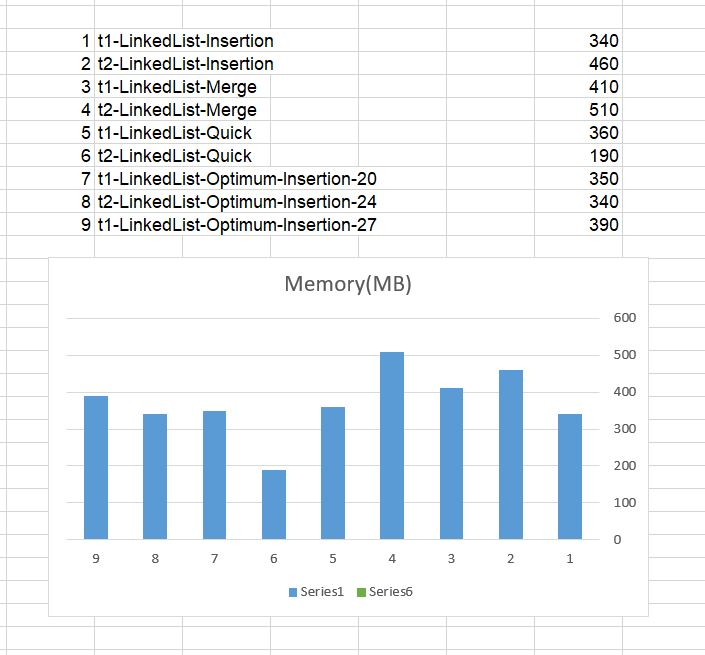 1 t1-LinkedList-Insertion 340
2 t2-LinkedList-Insertion 460
3 t1-LinkedList-Merge 410
4 t2-LinkedList-Merge 510
5 t1-LinkedList-Quick 360
6 t2-LinkedList-Quick 190
7 t1-LinkedList-Optimum-Insertion-20 350
8 t2-LinkedList-Optimum-Insertion-24 340
9 t1-LinkedList-Optimum-Insertion-27 390
Memory(MB)
600
500
400
300
200
100
0
9 8 7 6 5 4 3 2 1
Series1 Series6